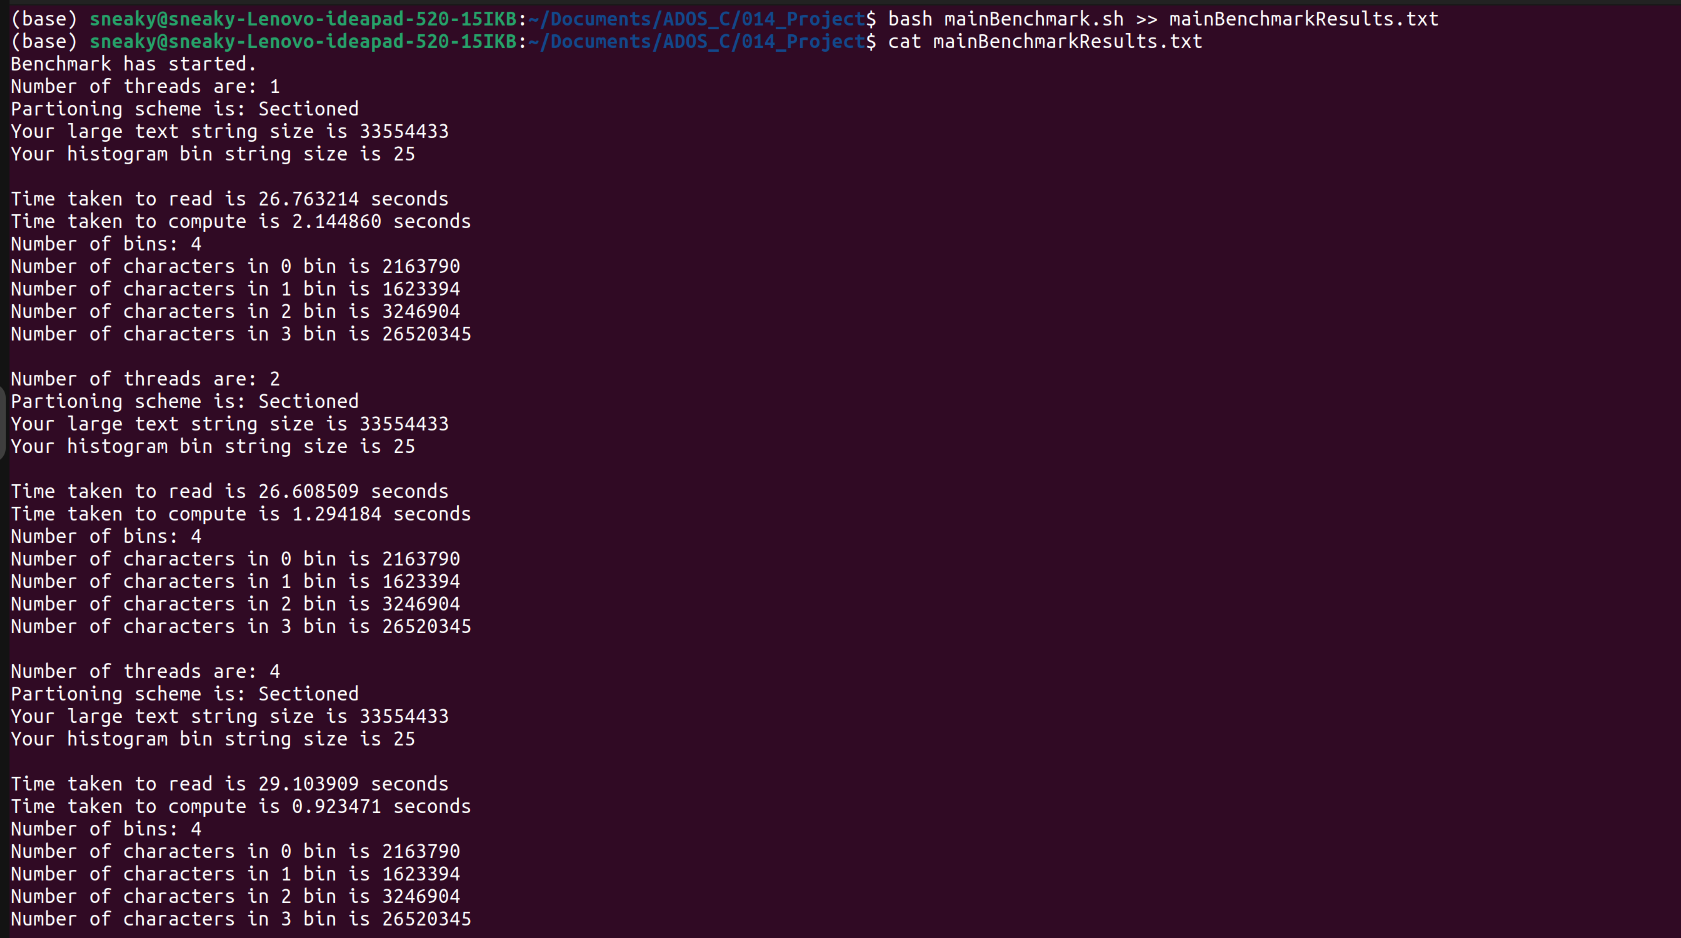 (base) sneaky@sneaky-Lenovo-ideapad-520-15IKB:~/Documents/ADOS_C/014_Project$ bash mainBenchmark.sh >> mainBenchmarkResults.txt
(base) sneaky@sneaky-Lenovo-ideapad-520-15IKB:~/Documents/ADOS_C/014_Project$ cat mainBenchmarkResults.txt
Benchmark has started.
Number of threads are: 1
Partioning scheme is: Sectioned
Your large text string size is 33554433
Your histogram bin string size is 25

Time taken to read is 26.763214 seconds
Time taken to compute is 2.144860 seconds
Number of bins: 4
Number of characters in 0 bin is 2163790
Number of characters in 1 bin is 1623394
Number of characters in 2 bin is 3246904
Number of characters in 3 bin is 26520345

Number of threads are: 2
Partioning scheme is: Sectioned
Your large text string size is 33554433
Your histogram bin string size is 25

Time taken to read is 26.608509 seconds
Time taken to compute is 1.294184 seconds
Number of bins: 4
Number of characters in 0 bin is 2163790
Number of characters in 1 bin is 1623394
Number of characters in 2 bin is 3246904
Number of characters in 3 bin is 26520345

Number of threads are: 4
Partioning scheme is: Sectioned
Your large text string size is 33554433
Your histogram bin string size is 25

Time taken to read is 29.103909 seconds
Time taken to compute is 0.923471 seconds
Number of bins: 4
Number of characters in 0 bin is 2163790
Number of characters in 1 bin is 1623394
Number of characters in 2 bin is 3246904
Number of characters in 3 bin is 26520345